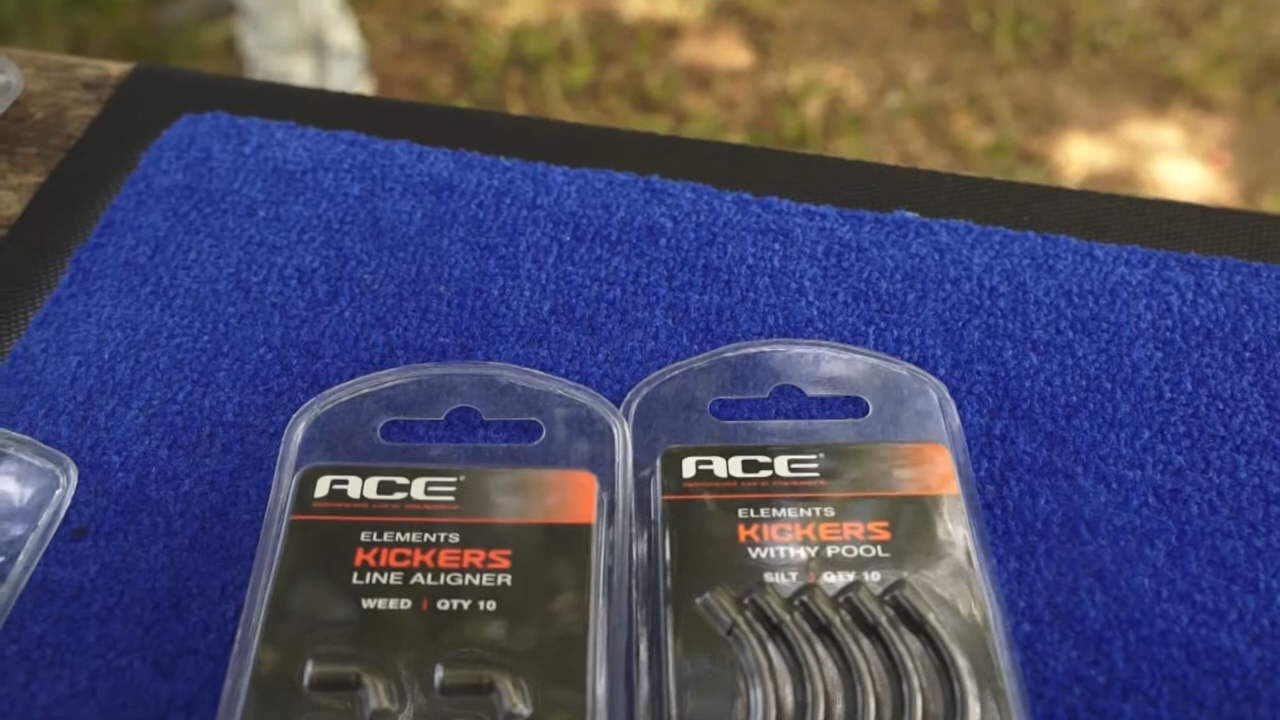 ACE
ELEMENTS
KICKERS
LINE ALIGNER
WEED | QTY 10
ACE
ELEMENTS
KICKERS
WITHY POOL
SILT | QTY 10